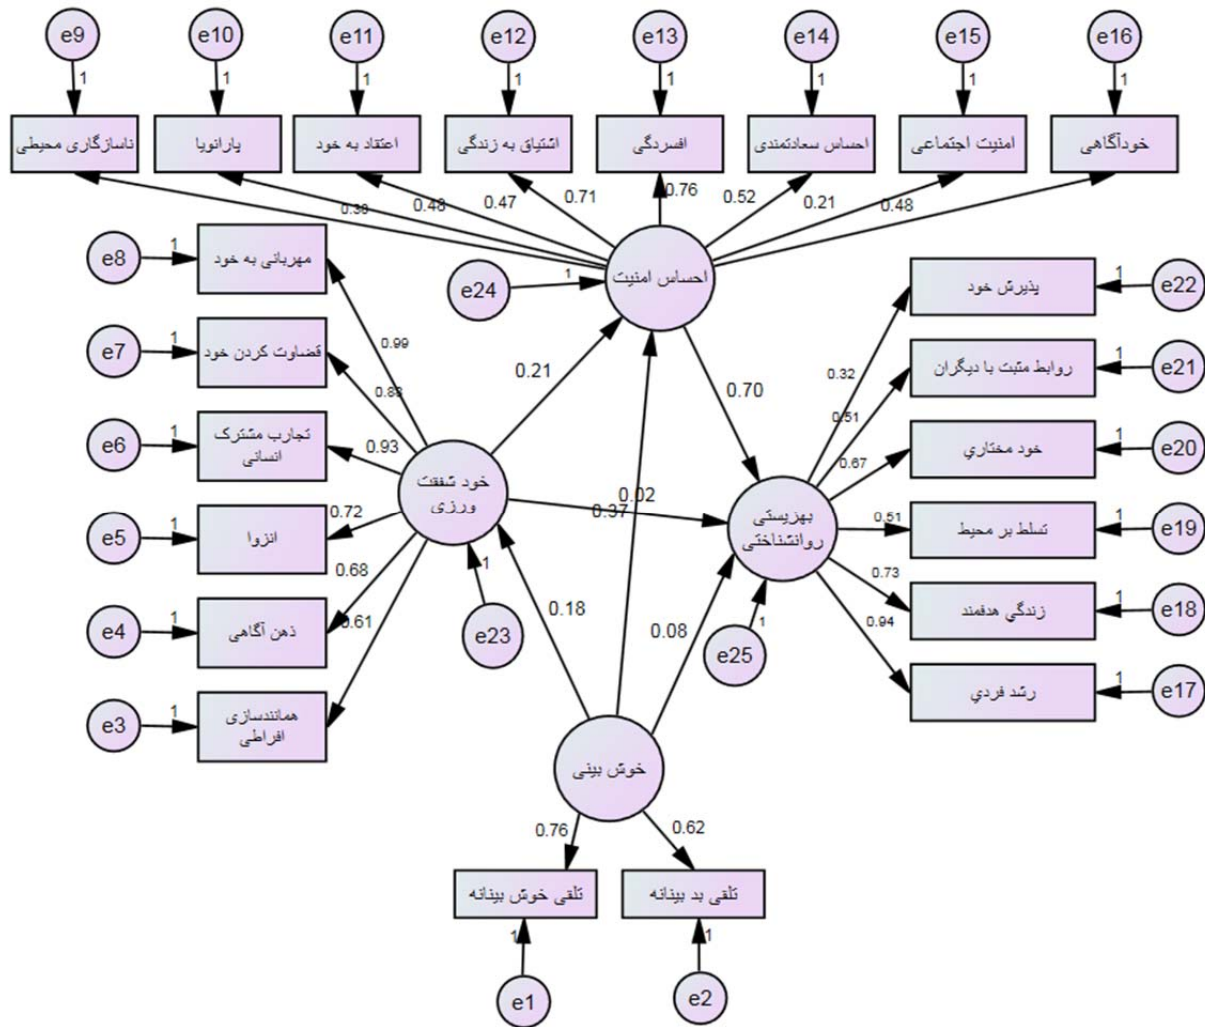 e9
e10
e11
e12
e13
e14
e15
e16
1
1
1
1
1
1
1
1
ناسازگاری محیطی
پارانویا
اعتقاد به خود
اشتیاق به زندگی
افسردگی
احساس سعادتمندی
امنیت اجتماعی
خودآگاهی
0.48
0.47
0.71
0.76
0.52
0.21
0.48
e8
1
مهربانی به خود
e24
1
احساس امنیت
پذیرش خود
1
e22
e7
1
قضاوت کردن خود
0.99
0.21
0.70
0.32
روابط مثبت با دیگران
1
e21
e6
1
تجارب مشترک
انسانی
0.93
0.51
0.67
خود مختاري
1
e20
خود شفقت
ورزی
0.02
0.37
بهزیستی
روانشناختی
e5
1
انزوا
0.72
0.51
تسلط بر محیط
1
e19
0.68
1
0.18
0.73
e4
1
ذهن آگاهی
0.61
e23
0.08
e25
1
0.94
زندگي هدفمند
1
e18
e3
1
همانندسازی
افراطی
رشد فردي
1
e17
خوش بینی
0.76
0.62
تلقی خوش بینانه
تلقی بد بینانه
1
1
e1
e2